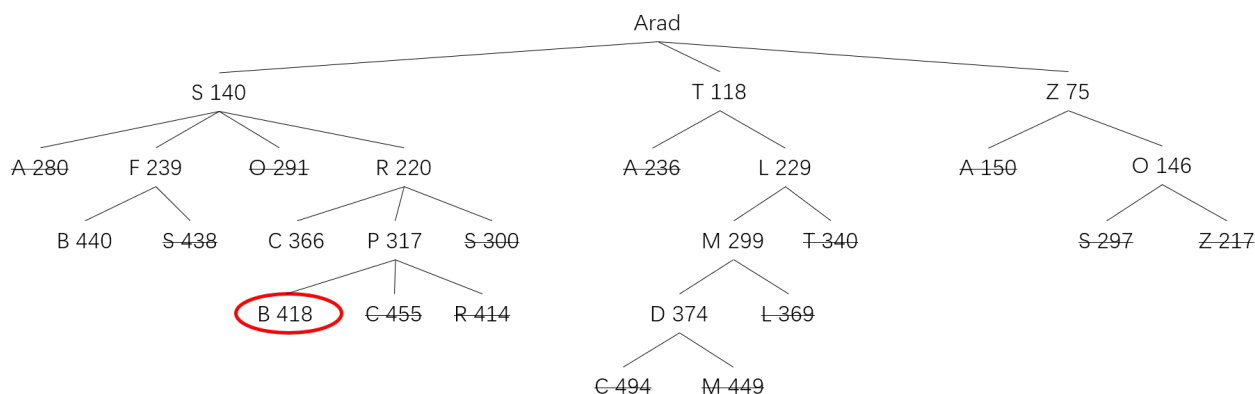 Arad
S 140 T 118 Z 75
A 280 F 239 O 291 R 220 A 236 L 229 A 150 O 146
B 440 S 438 C 366 P 317 S 300 M 299 T 340 S 297 Z 217
B 418 C 455 R 414 D 374 L 369
C 494 M 449